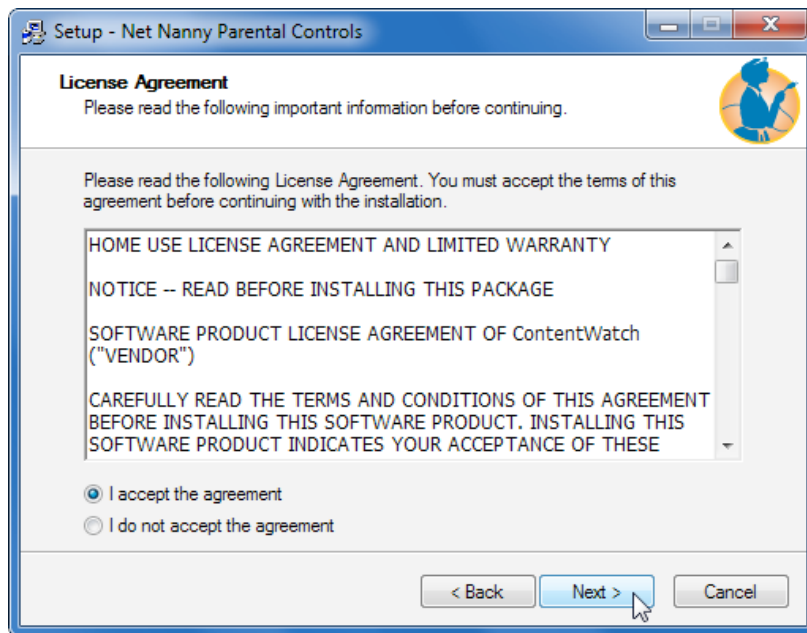 Setup - Net Nanny Parental Controls
License Agreement
Please read the following important information before continuing.
Please read the following License Agreement. You must accept the terms of this
agreement before continuing with the installation.
HOME USE LICENSE AGREEMENT AND LIMITED WARRANTY
NOTICE -- READ BEFORE INSTALLING THIS PACKAGE
SOFTWARE PRODUCT LICENSE AGREEMENT OF ContentWatch
("VENDOR")
CAREFULLY READ THE TERMS AND CONDITIONS OF THIS AGREEMENT
BEFORE INSTALLING THIS SOFTWARE PRODUCT. INSTALLING THIS
SOFTWARE PRODUCT INDICATES YOUR ACCEPTANCE OF THESE
I accept the agreement
I do not accept the agreement
< Back Next > Cancel